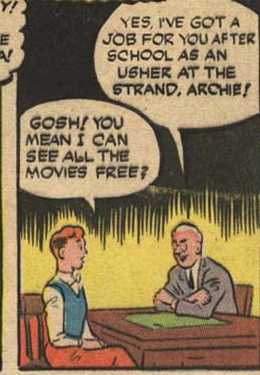 Y!
E
A!
YES, I'VE GOT A
JOB FOR YOU AFTER
SCHOOL AS AN
USHER AT THE
STRAND, ARCHIE!
GOSH! YOU
MEAN I CAN
SEE ALL THE
MOVIES FREE?